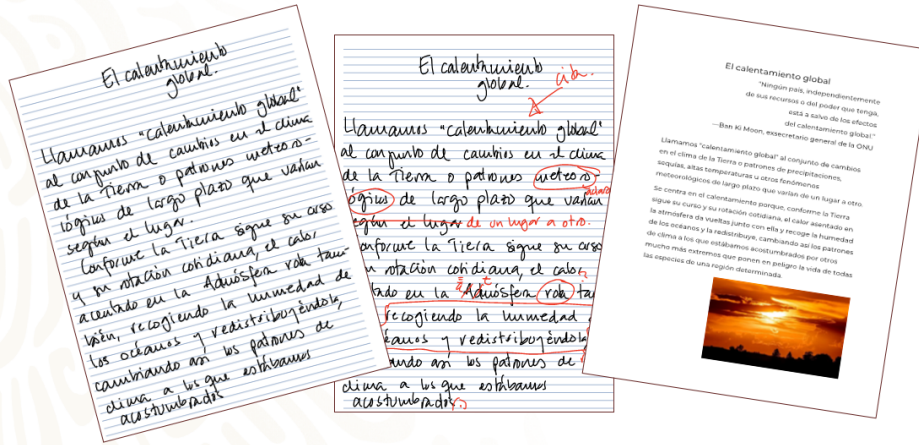 El calentamiento
global.
Llamamos "calentamiento global"
al conjunto de cambios en el clima
de la Tierra o patrones meteoro-
lógicos de largo plazo que varían
según el lugar.
Conforme la Tierra sigue su curso
y su rotación cotidiana, el calor
acentado en la Admósfera rola tam-
bién, recogiendo la humedad de
los océanos y redistribuyéndola,
cambiando así los patrones de
clima a los que estábamos
acostumbrados
El calentamiento
global.
cita.
Llamamos "calentamiento global"
al conjunto de cambios en el clima
de la Tierra o patrones meteoro
lógicos de largo plazo que varían
según el lugar de un lugar a otro.
onforme la Tierra sigue su curso
su rotación cotidiana, el calor
tado en la Admósfera rola ta
recogiendo la humedad
céanos y redistribuyéndola,
ando así los patrones de
clima a los que estábamos
acostumbrados
El calentamiento global
"Ningún país, independientemente
de sus recursos o del poder que tenga,
está a salvo de los efectos
del calentamiento global."
—Ban Ki Moon, exsecretario general de la ONU
Llamamos "calentamiento global" al conjunto de cambios
en el clima de la Tierra o patrones de precipitaciones,
sequías, altas temperaturas u otros fenómenos
meteorológicos de largo plazo que varían de un lugar a otro.
Se centra en el calentamiento porque, conforme la Tierra
sigue su curso y su rotación cotidiana, el calor asentado en
la atmósfera da vueltas junto con ella y recoge la humedad
de los océanos y la redistribuye, cambiando así los patrones
de clima a los que estábamos acostumbrados por otros
mucho más extremos que ponen en peligro la vida de todas
las especies de una región determinada.